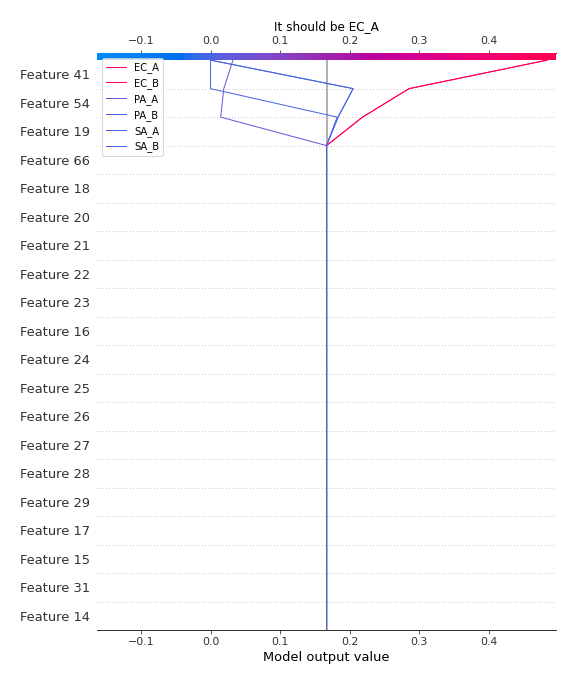 It should be EC_A
−0.1 0.0 0.1 0.2 0.3 0.4
EC_A
EC_B
PA_A
PA_B
SA_A
SA_B
Feature 41
Feature 54
Feature 19
Feature 66
Feature 18
Feature 20
Feature 21
Feature 22
Feature 23
Feature 16
Feature 24
Feature 25
Feature 26
Feature 27
Feature 28
Feature 29
Feature 17
Feature 15
Feature 31
Feature 14
−0.1 0.0 0.1 0.2 0.3 0.4
Model output value